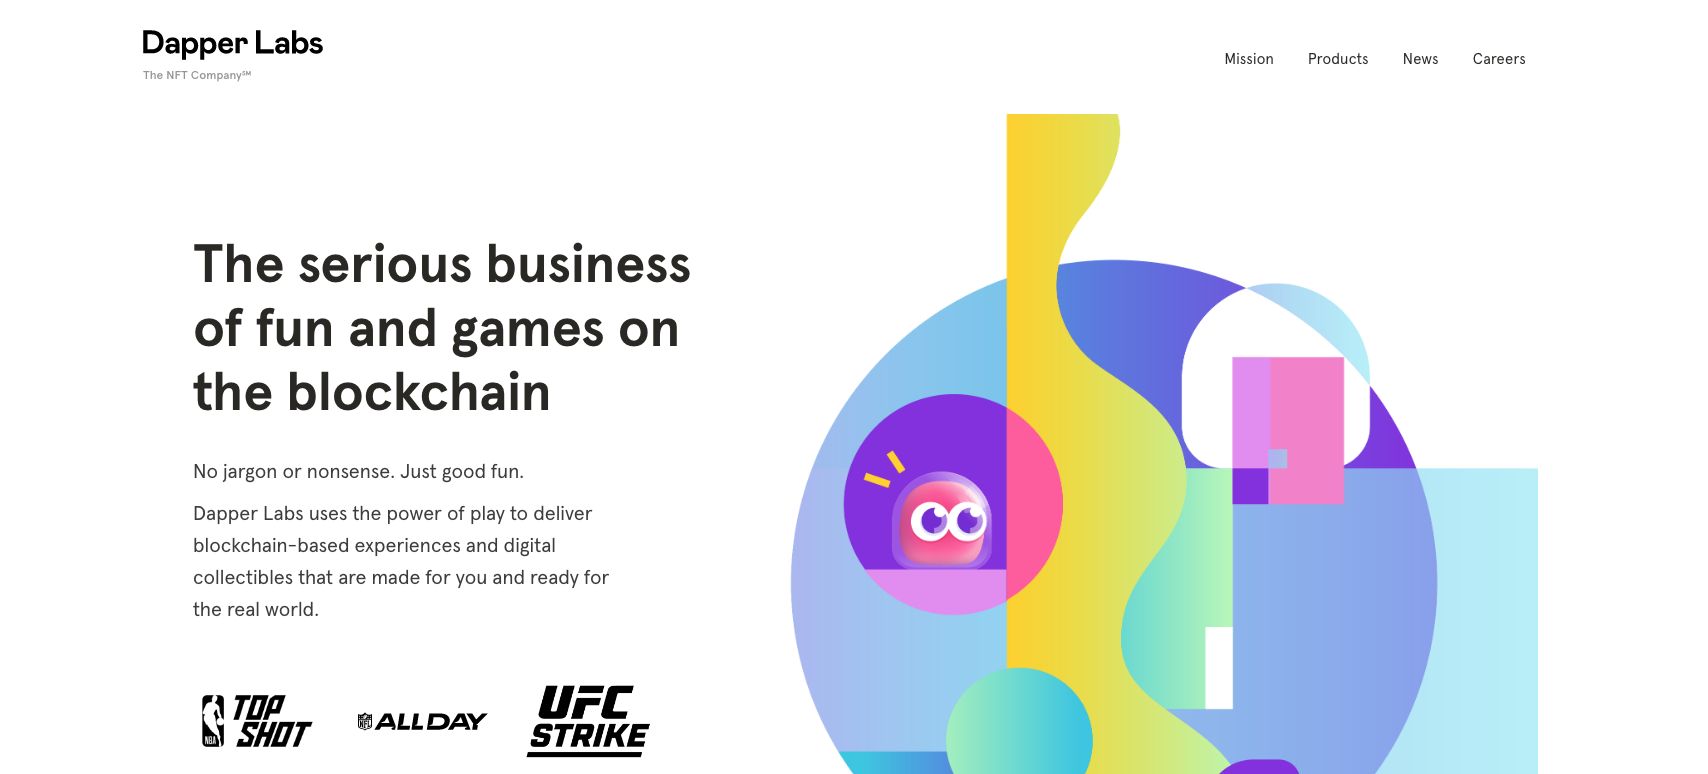 Dapper Labs
The NFT Company℠
Mission Products News Careers
The serious business
of fun and games on
the blockchain
No jargon or nonsense. Just good fun.
Dapper Labs uses the power of play to deliver
blockchain-based experiences and digital
collectibles that are made for you and ready for
the real world.
NBA TOP SHOT
NFL ALL DAY
UFC STRIKE